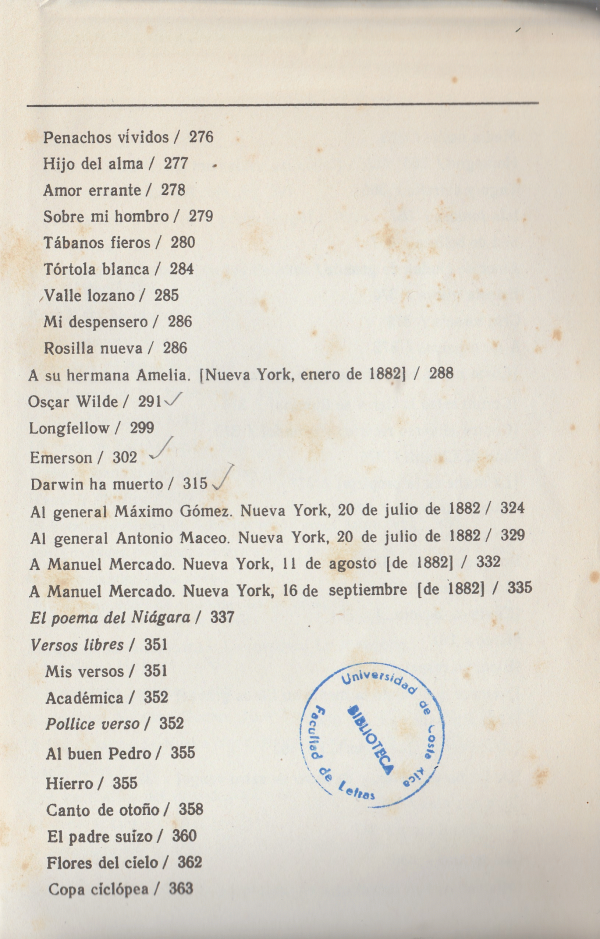 Penachos vívidos / 276
Hijo del alma / 277
Amor errante / 278
Sobre mi hombro / 279
Tábanos fieros / 280
Tórtola blanca / 284
Valle lozano / 285
Mi despensero / 286
Rosilla nueva / 286
A su hermana Amelia. [Nueva York, enero de 1882] / 288
Osçar Wilde / 291
Longfellow / 299
Emerson / 302
Darwin ha muerto / 315
Al general Máximo Gómez. Nueva York, 20 de julio de 1882 / 324
Al general Antonio Maceo. Nueva York, 20 de julio de 1882 / 329
A Manuel Mercado. Nueva York, 11 de agosto [de 1882] / 332
A Manuel Mercado. Nueva York, 16 de septiembre [de 1882] / 335
El poema del Niágara / 337
Versos libres / 351
Mis versos / 351
Académica / 352
Pollice verso / 352
Al buen Pedro / 355
Hierro / 355
Canto de otoño / 358
El padre suizo / 360
Flores del cielo / 362
Copa ciclópea / 363
Universidad de Costa Rica
BIBLIOTECA
Facultad de Letras